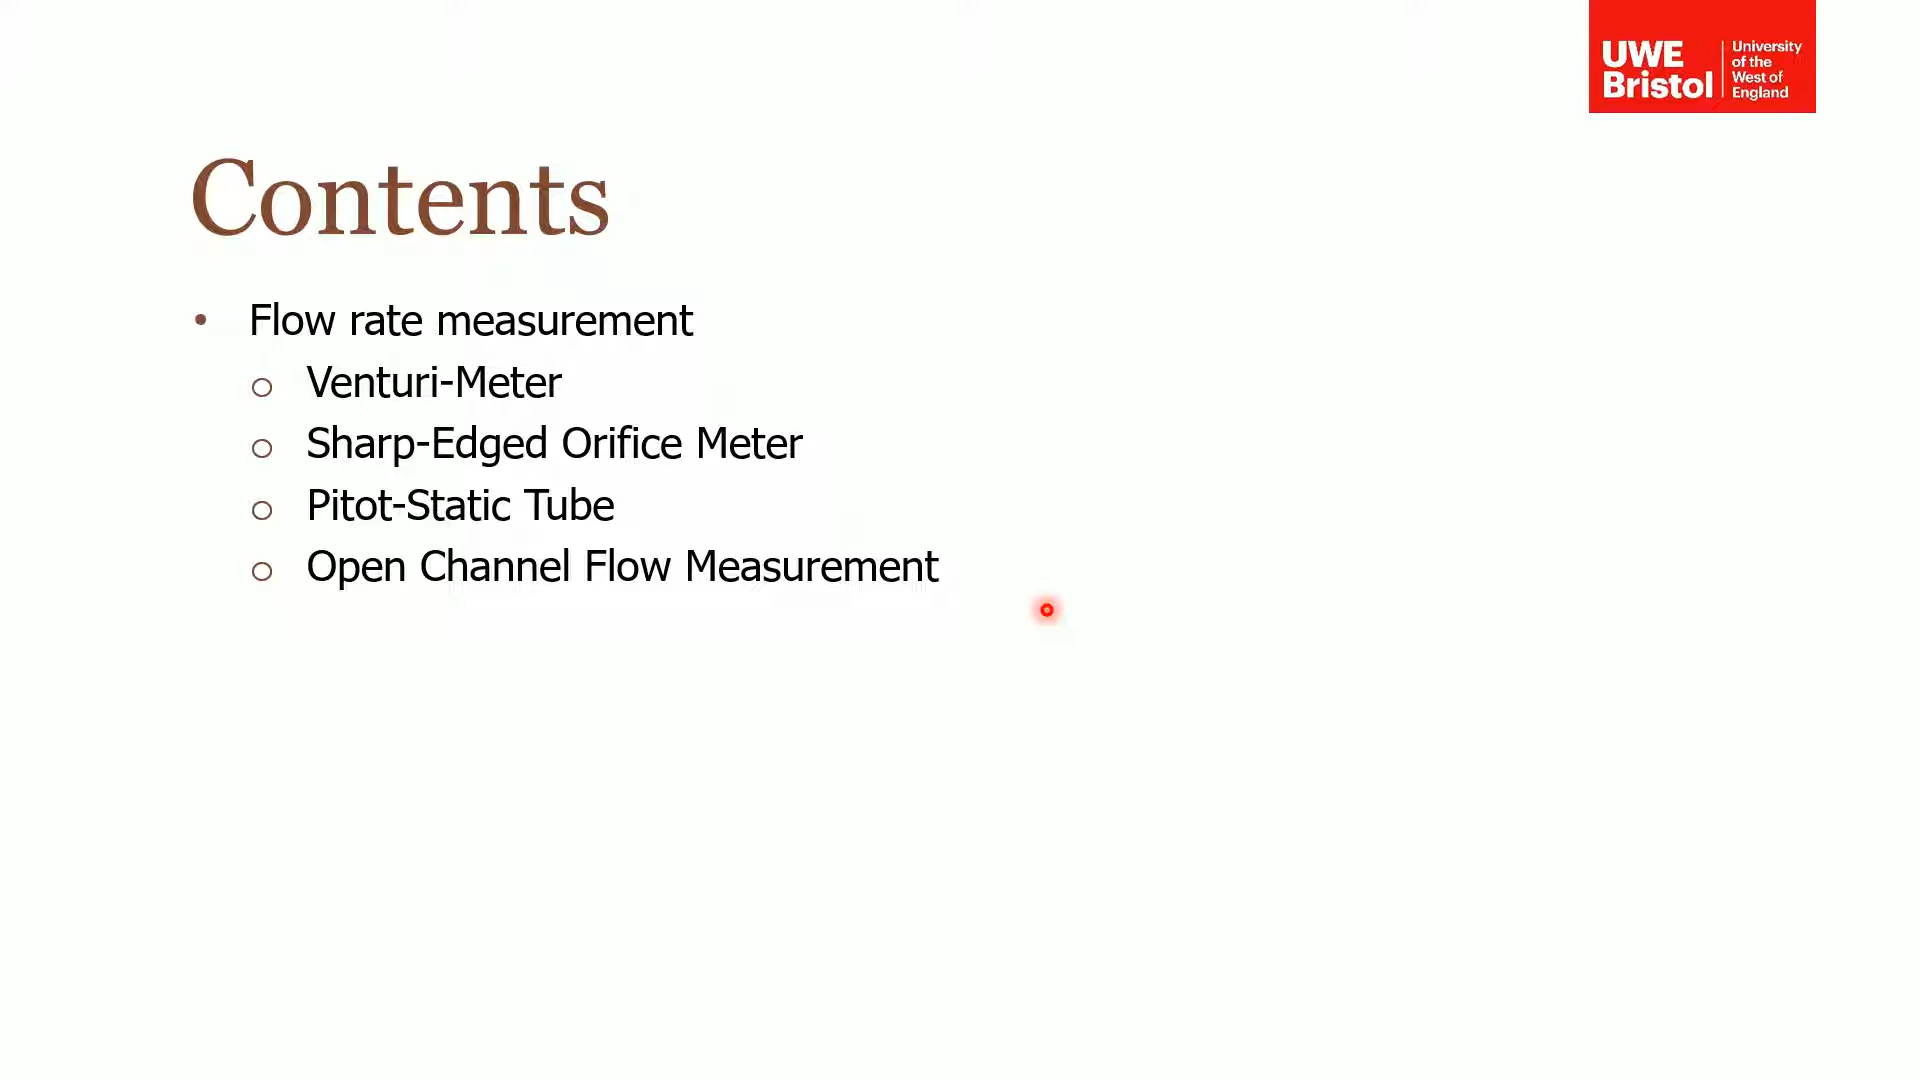 UWE
Bristol
University
of the
West of
England
Contents
• Flow rate measurement
o Venturi-Meter
o Sharp-Edged Orifice Meter
o Pitot-Static Tube
o Open Channel Flow Measurement